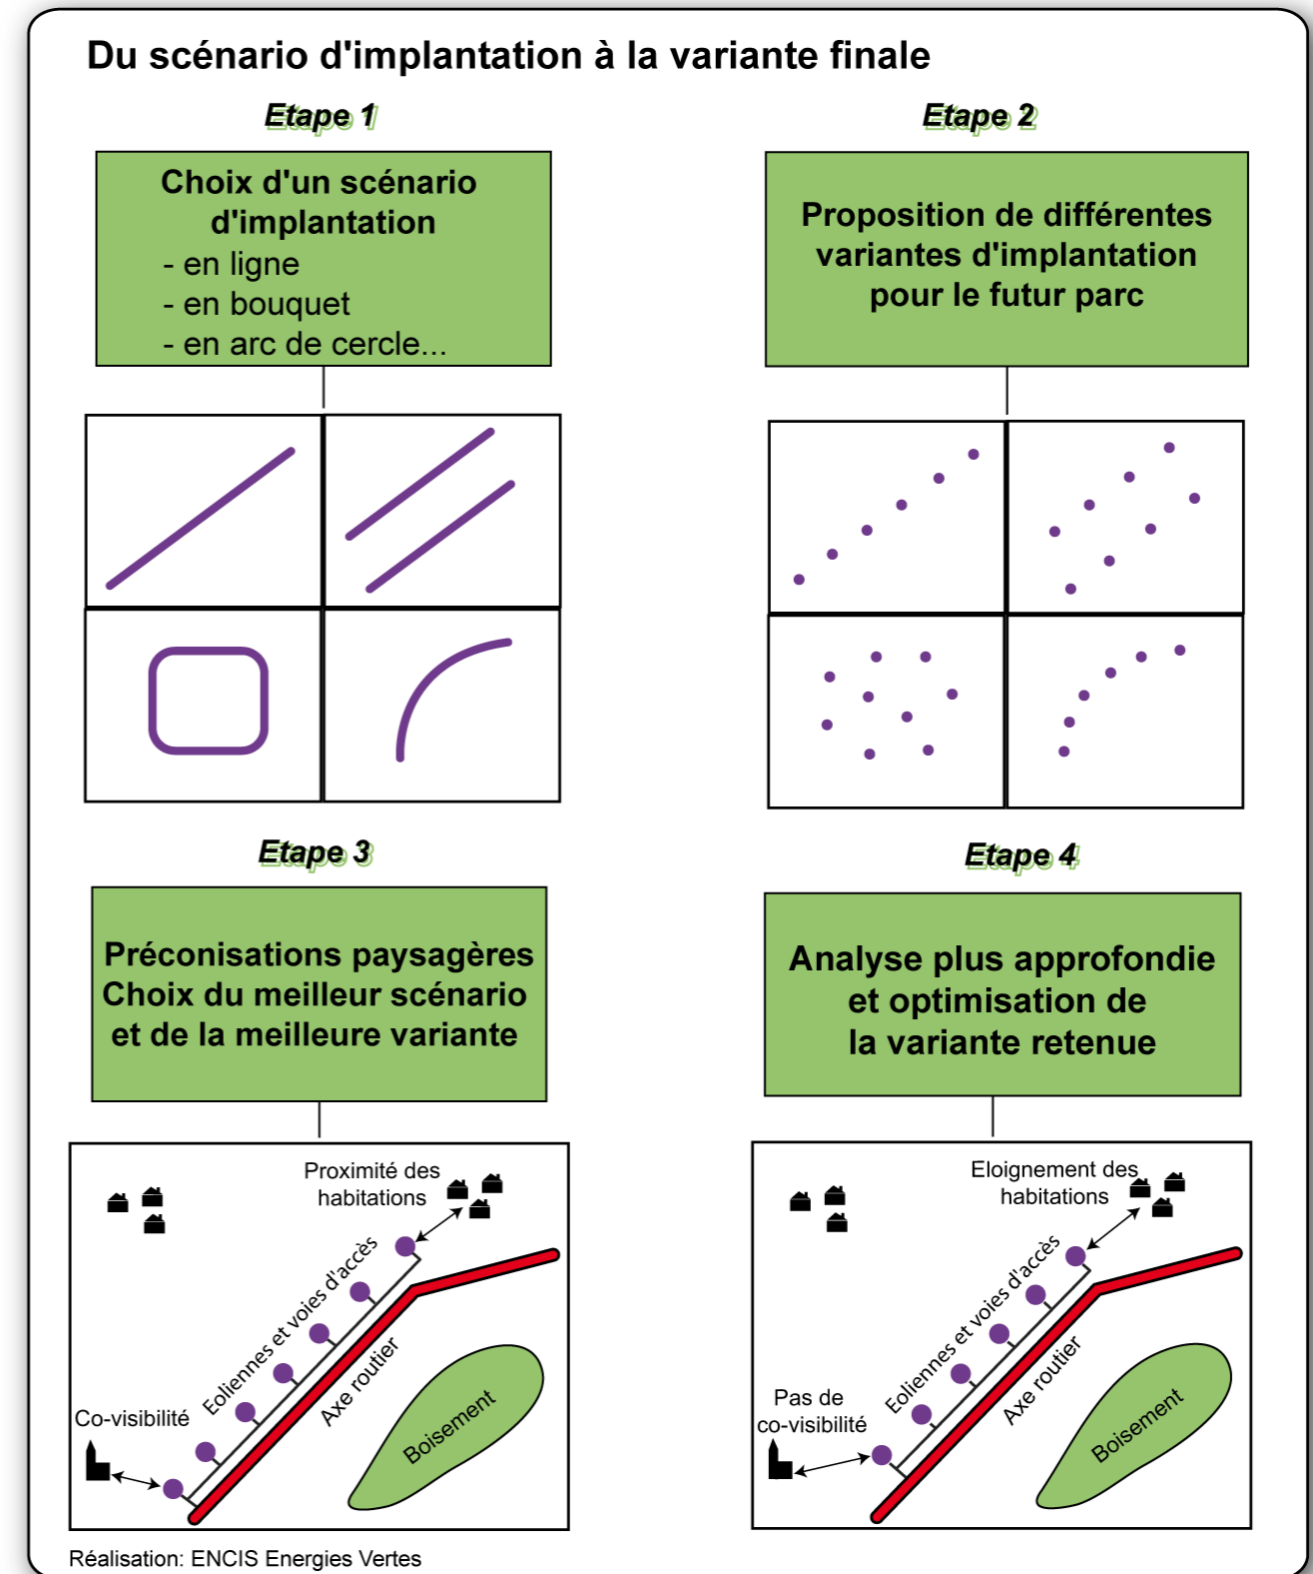 Du scénario d'implantation à la variante finale
Etape 1
Choix d'un scénario
d'implantation
- en ligne
- en bouquet
- en arc de cercle...
Etape 2
Proposition de différentes
variantes d'implantation
pour le futur parc
Etape 3
Préconisations paysagères
Choix du meilleur scénario
et de la meilleure variante
Proximité des
habitations
Eoliennes et voies d'accès
Axe routier
Co-visibilité
Boisement
Etape 4
Analyse plus approfondie
et optimisation de
la variante retenue
Eloignement des
habitations
Eoliennes et voies d'accès
Axe routier
Pas de
co-visibilité
Boisement
Réalisation: ENCIS Energies Vertes